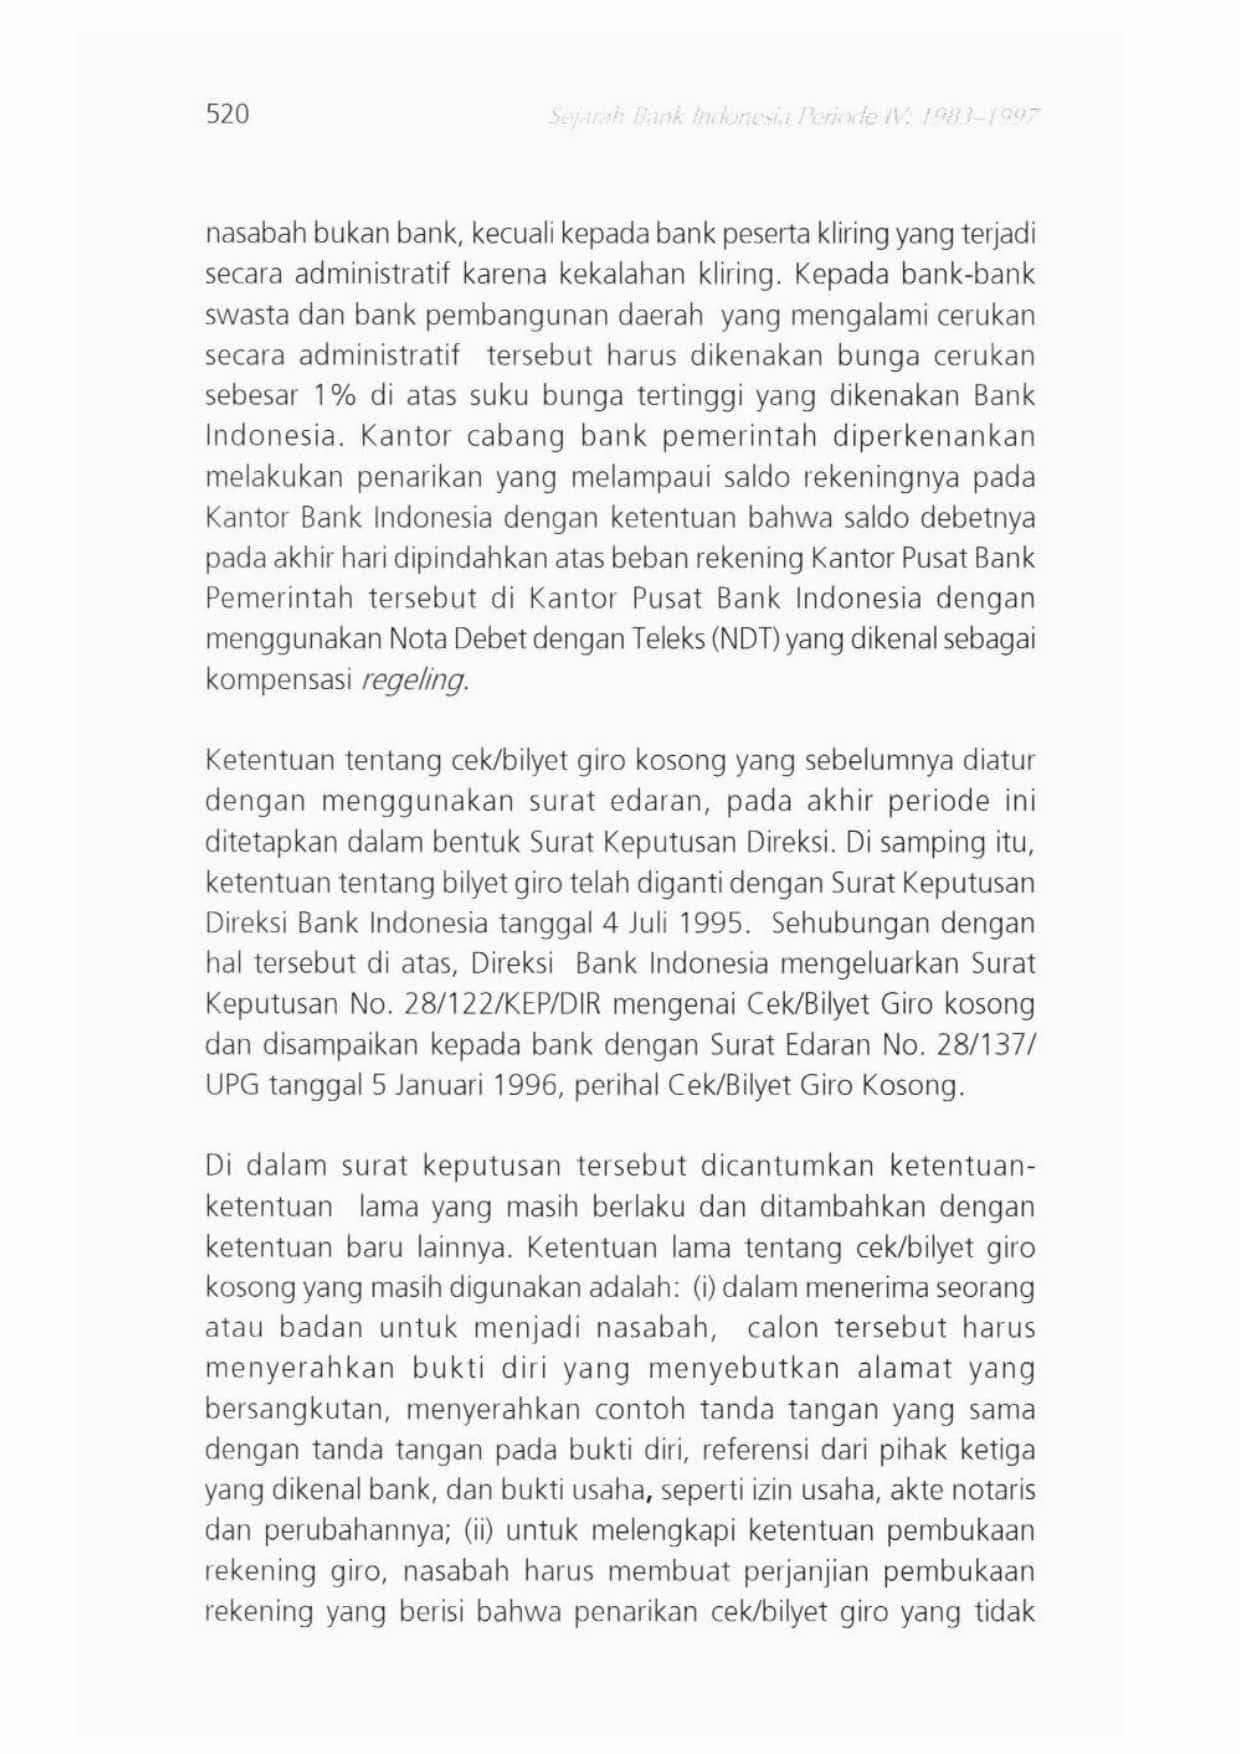 520
Sejarah Bank Indonesia Periode IV: 1983–1997
nasabah bukan bank, kecuali kepada bank peserta kliring yang terjadi
secara administratif karena kekalahan kliring. Kepada bank-bank
swasta dan bank pembangunan daerah yang mengalami cerukan
secara administratif tersebut harus dikenakan bunga cerukan
sebesar 1% di atas suku bunga tertinggi yang dikenakan Bank
Indonesia. Kantor cabang bank pemerintah diperkenankan
melakukan penarikan yang melampaui saldo rekeningnya pada
Kantor Bank Indonesia dengan ketentuan bahwa saldo debetnya
pada akhir hari dipindahkan atas beban rekening Kantor Pusat Bank
Pemerintah tersebut di Kantor Pusat Bank Indonesia dengan
menggunakan Nota Debet dengan Teleks (NDT) yang dikenal sebagai
kompensasi regeling.
Ketentuan tentang cek/bilyet giro kosong yang sebelumnya diatur
dengan menggunakan surat edaran, pada akhir periode ini
ditetapkan dalam bentuk Surat Keputusan Direksi. Di samping itu,
ketentuan tentang bilyet giro telah diganti dengan Surat Keputusan
Direksi Bank Indonesia tanggal 4 Juli 1995. Sehubungan dengan
hal tersebut di atas, Direksi Bank Indonesia mengeluarkan Surat
Keputusan No. 28/122/KEP/DIR mengenai Cek/Bilyet Giro kosong
dan disampaikan kepada bank dengan Surat Edaran No. 28/137/
UPG tanggal 5 Januari 1996, perihal Cek/Bilyet Giro Kosong.
Di dalam surat keputusan tersebut dicantumkan ketentuan-
ketentuan lama yang masih berlaku dan ditambahkan dengan
ketentuan baru lainnya. Ketentuan lama tentang cek/bilyet giro
kosong yang masih digunakan adalah: (i) dalam menerima seorang
atau badan untuk menjadi nasabah, calon tersebut harus
menyerahkan bukti diri yang menyebutkan alamat yang
bersangkutan, menyerahkan contoh tanda tangan yang sama
dengan tanda tangan pada bukti diri, referensi dari pihak ketiga
yang dikenal bank, dan bukti usaha, seperti izin usaha, akte notaris
dan perubahannya; (ii) untuk melengkapi ketentuan pembukaan
rekening giro, nasabah harus membuat perjanjian pembukaan
rekening yang berisi bahwa penarikan cek/bilyet giro yang tidak